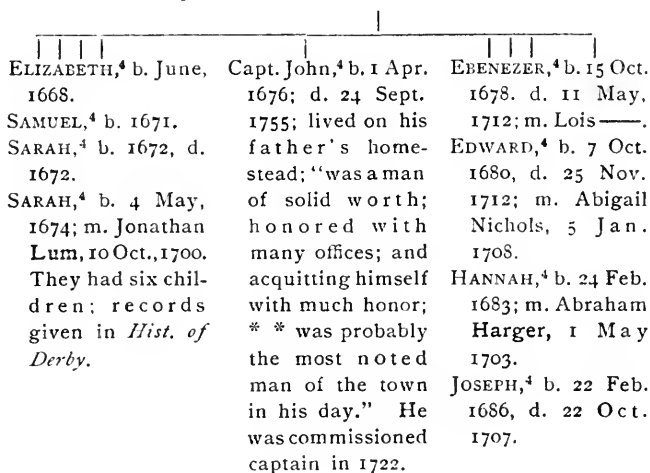 ELIZABETH,⁴ b. June,
1668.
SAMUEL,⁴ b. 1671.
SARAH,⁴ b. 1672, d.
1672.
SARAH,⁴ b. 4 May,
1674; m. Jonathan
Lum, 10 Oct., 1700.
They had six chil-
dren; records
given in Hist. of
Derby.
Capt. John,⁴ b. 1 Apr.
1676; d. 24 Sept.
1755; lived on his
father's home-
stead; "was a man
of solid worth;
honored with
many offices; and
acquitting himself
with much honor;
* * was probably
the most noted
man of the town
in his day." He
was commissioned
captain in 1722.
EBENEZER,⁴ b. 15 Oct.
1678. d. 11 May,
1712; m. Lois——.
EDWARD,⁴ b. 7 Oct.
1680, d. 25 Nov.
1712; m. Abigail
Nichols, 5 Jan.
1708.
HANNAH,⁴ b. 24 Feb.
1683; m. Abraham
Harger, 1 May
1703.
JOSEPH,⁴ b. 22 Feb.
1686, d. 22 Oct.
1707.